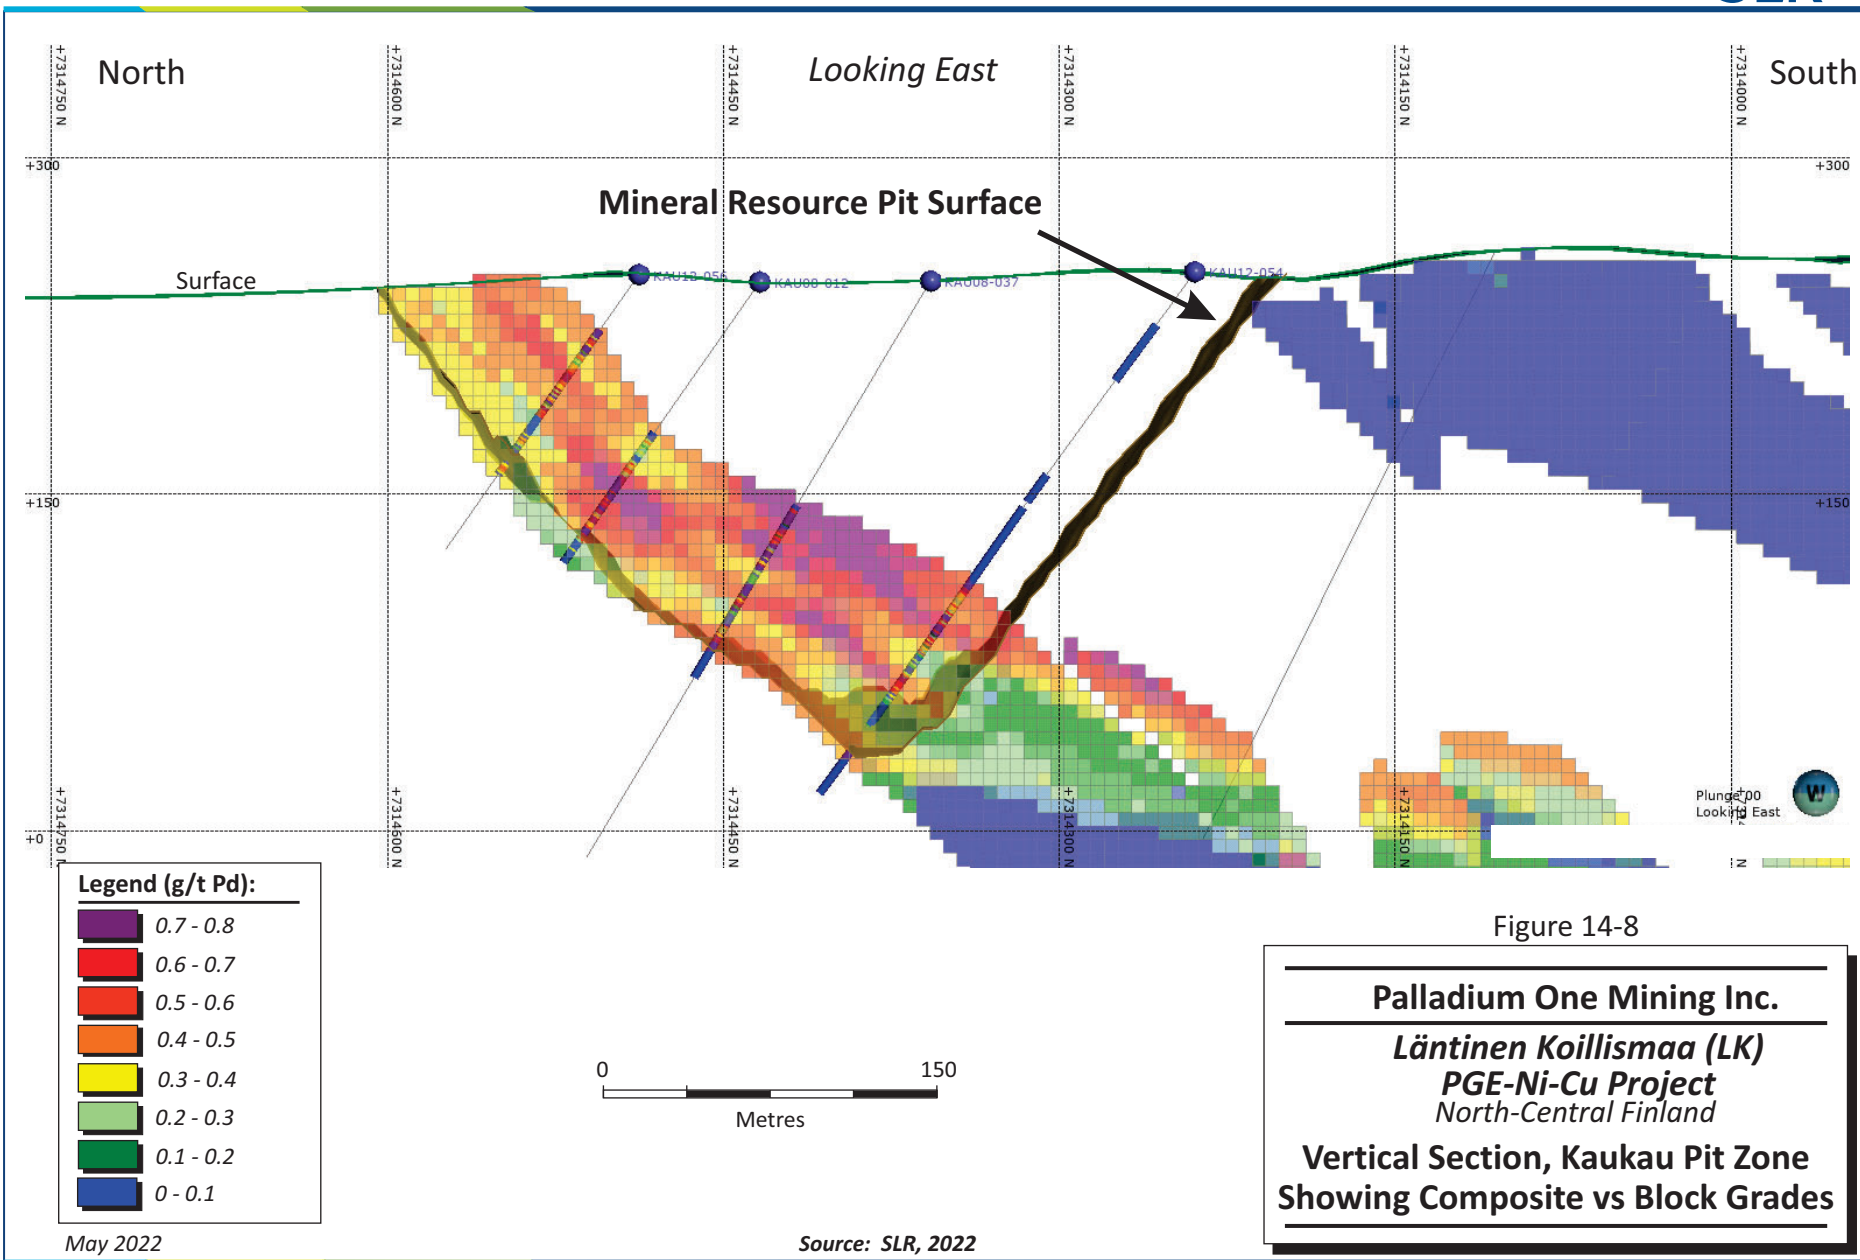 SLR
+7314750 N
+7314600 N
+7314450 N
+7314300 N
+7314150 N
+7314000 N
North
Looking East
South
+300
+300
Mineral Resource Pit Surface
Surface
KAU12-056
KAU08-012
KAU08-037
KAU12-054
+150
+150
Plunge 00
Looking East
W
+0
+7314750 N
+7314600 N
+7314450 N
+7314300 N
+7314150 N
Legend (g/t Pd):
0.7 - 0.8
0.6 - 0.7
0.5 - 0.6
0.4 - 0.5
0.3 - 0.4
0.2 - 0.3
0.1 - 0.2
0 - 0.1
0 150
Metres
Figure 14-8
Palladium One Mining Inc.
Läntinen Koillismaa (LK)
PGE-Ni-Cu Project
North-Central Finland
Vertical Section, Kaukau Pit Zone
Showing Composite vs Block Grades
May 2022
Source: SLR, 2022